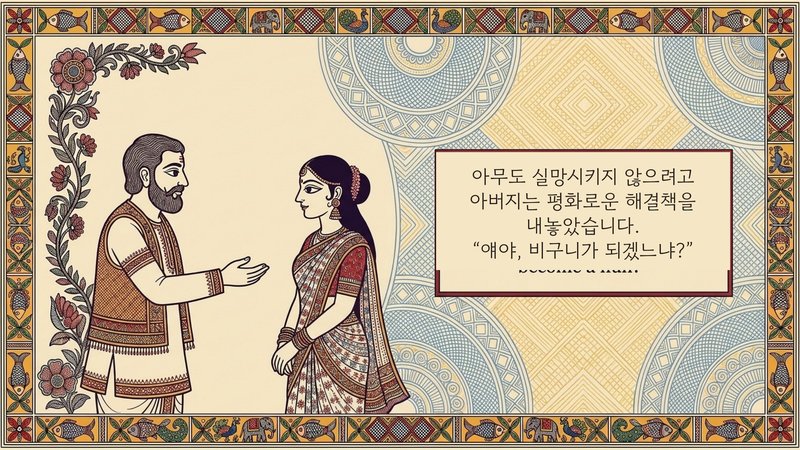 아무도 실망시키지 않으려고
아버지는 평화로운 해결책을
내놓았습니다.
“얘야, 비구니가 되겠느냐?”
become a nun?